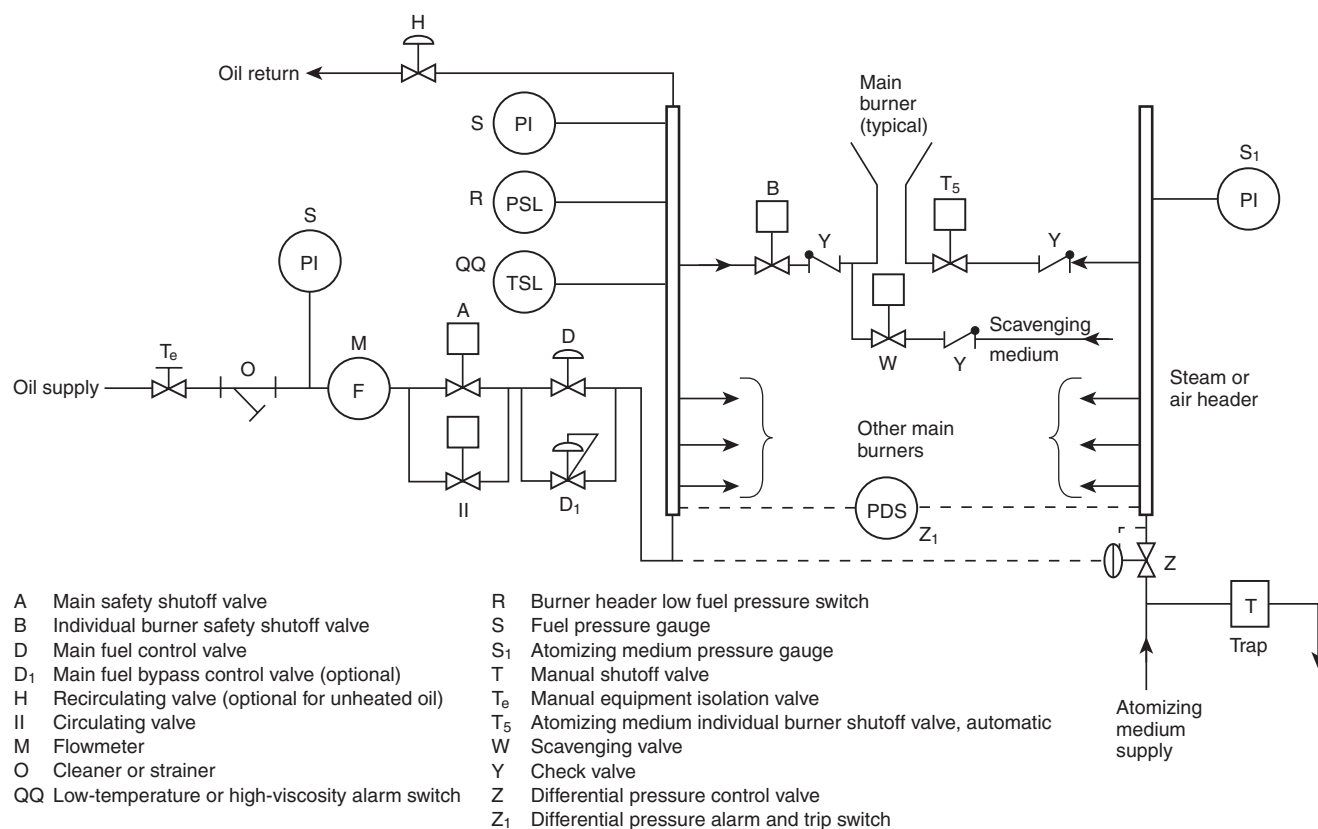 H
Oil return
Main
burner
(typical)
S
PI
S₁
PI
R
PSL
B
T₅
S
PI
QQ
TSL
Y
Y
A
D
Scavenging
medium
W
Y
Tₑ
O
M
F
Oil supply
Steam or
air header
Other main
burners
II
D₁
PDS
Z₁
Z
T
Trap
Atomizing
medium
supply
A Main safety shutoff valve
B Individual burner safety shutoff valve
D Main fuel control valve
D₁ Main fuel bypass control valve (optional)
H Recirculating valve (optional for unheated oil)
II Circulating valve
M Flowmeter
O Cleaner or strainer
QQ Low-temperature or high-viscosity alarm switch
R Burner header low fuel pressure switch
S Fuel pressure gauge
S₁ Atomizing medium pressure gauge
T Manual shutoff valve
Tₑ Manual equipment isolation valve
T₅ Atomizing medium individual burner shutoff valve, automatic
W Scavenging valve
Y Check valve
Z Differential pressure control valve
Z₁ Differential pressure alarm and trip switch